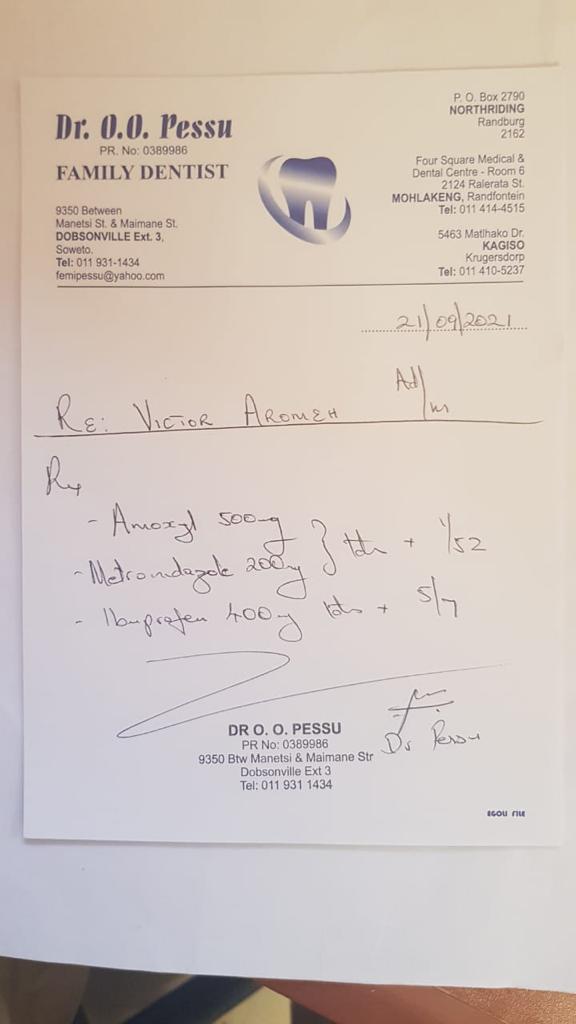 Dr. O.O. Pessu
PR. No: 0389986
FAMILY DENTIST
9350 Between
Manetsi St. & Maimane St.
DOBSONVILLE Ext. 3,
Soweto.
Tel: 011 931-1434
femipessu@yahoo.com
P. O. Box 2790
NORTHRIDING
Randburg
2162
Four Square Medical &
Dental Centre - Room 6
2124 Ralerata St.
MOHLAKENG, Randfontein
Tel: 011 414-4515
5463 Matlhako Dr.
KAGISO
Krugersdorp
Tel: 011 410-5237
21/09/2021
Ad/m
RE: VICTOR AROMEH
Rx
- Amoxyl 500mg
- Metronidazole 200mg } tds + 1/52
- Ibuprofen 400mg tds + 5/7
Dr Pessu
DR O. O. PESSU
PR No: 0389986
9350 Btw Manetsi & Maimane Str
Dobsonville Ext 3
Tel: 011 931 1434
EGOLI FILE